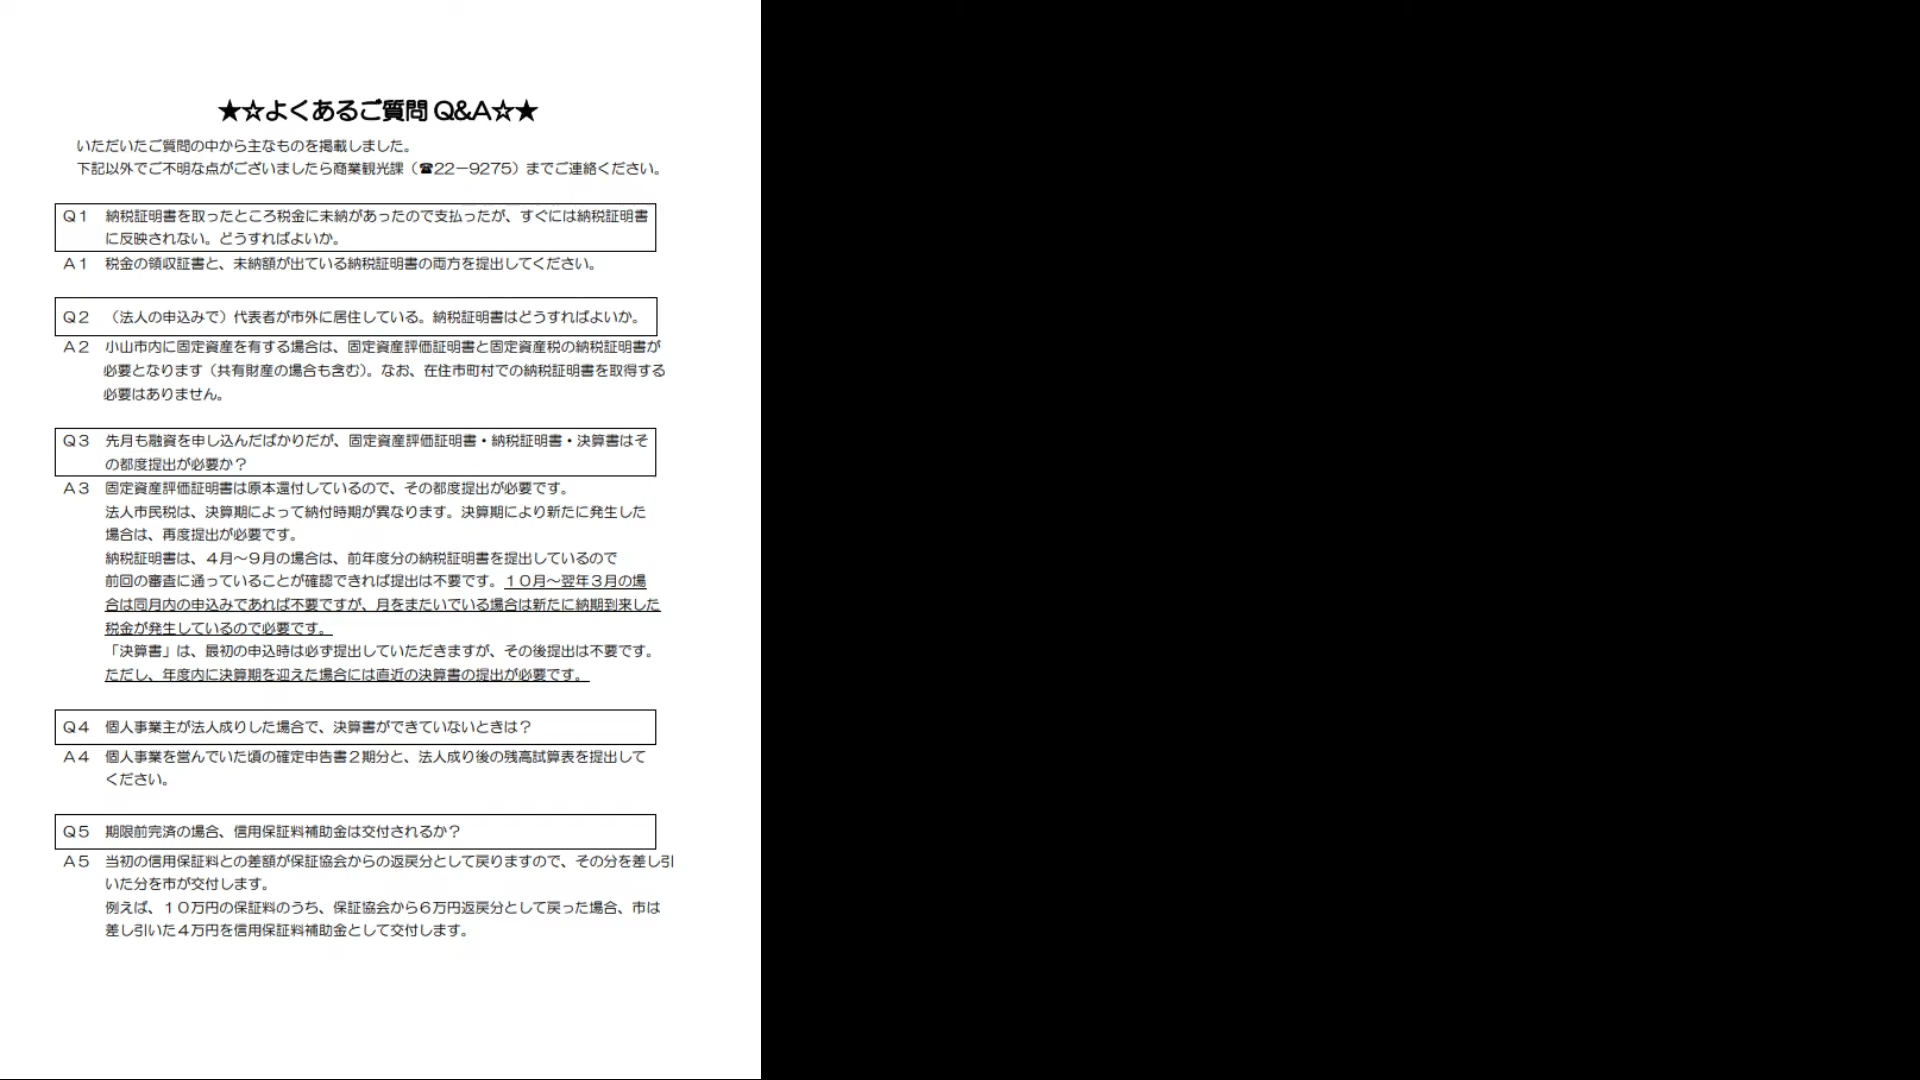 ★☆よくあるご質問 Q&A☆★
いただいたご質問の中から主なものを掲載しました。
下記以外でご不明な点がございましたら商業観光課（☎22－9275）までご連絡ください。
Q１　納税証明書を取ったところ税金に未納があったので支払ったが、すぐには納税証明書
に反映されない。どうすればよいか。
A１　税金の領収証書と、未納額が出ている納税証明書の両方を提出してください。
Q２　（法人の申込みで）代表者が市外に居住している。納税証明書はどうすればよいか。
A２　小山市内に固定資産を有する場合は、固定資産評価証明書と固定資産税の納税証明書が
必要となります（共有財産の場合も含む）。なお、在住市町村での納税証明書を取得する
必要はありません。
Q３　先月も融資を申し込んだばかりだが、固定資産評価証明書・納税証明書・決算書はそ
の都度提出が必要か？
A３　固定資産評価証明書は原本還付しているので、その都度提出が必要です。
法人市民税は、決算期によって納付時期が異なります。決算期により新たに発生した
場合は、再度提出が必要です。
納税証明書は、４月～９月の場合は、前年度分の納税証明書を提出しているので
前回の審査に通っていることが確認できれば提出は不要です。１０月～翌年３月の場
合は同月内の申込みであれば不要ですが、月をまたいでいる場合は新たに納期到来した
税金が発生しているので必要です。
「決算書」は、最初の申込時は必ず提出していただきますが、その後提出は不要です。
ただし、年度内に決算期を迎えた場合には直近の決算書の提出が必要です。
Q４　個人事業主が法人成りした場合で、決算書ができていないときは？
A４　個人事業を営んでいた頃の確定申告書２期分と、法人成り後の残高試算表を提出して
ください。
Q５　期限前完済の場合、信用保証料補助金は交付されるか？
A５　当初の信用保証料との差額が保証協会からの返戻分として戻りますので、その分を差し引
いた分を市が交付します。
例えば、１０万円の保証料のうち、保証協会から６万円返戻分として戻った場合、市は
差し引いた４万円を信用保証料補助金として交付します。